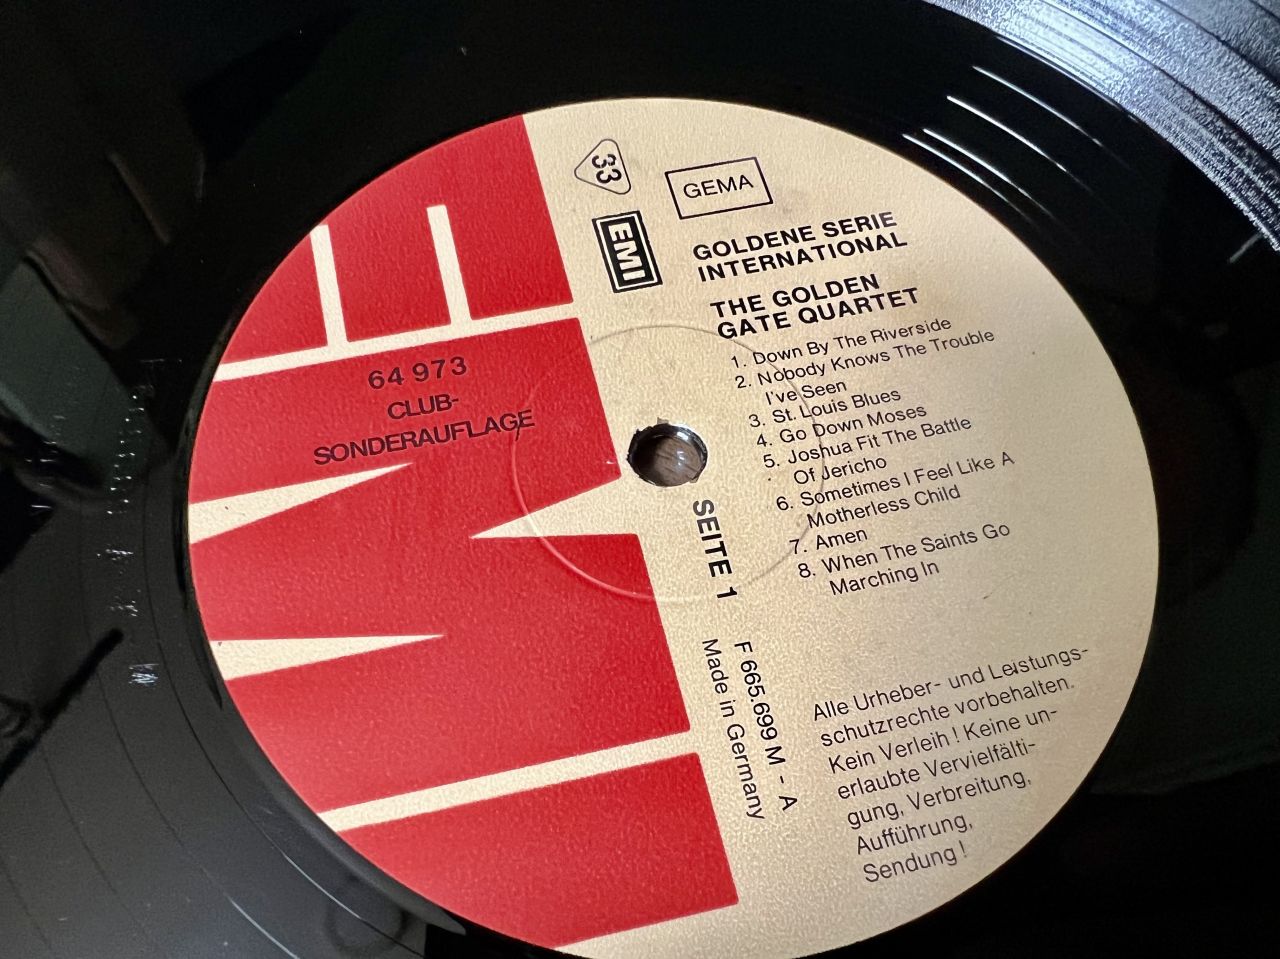 33
GEMA
EMI
GOLDENE SERIE
INTERNATIONAL
THE GOLDEN
GATE QUARTET
1. Down By The Riverside
2. Nobody Knows The Trouble
I've Seen
3. St. Louis Blues
4. Go Down Moses
5. Joshua Fit The Battle
Of Jericho
6. Sometimes I Feel Like A
Motherless Child
7. Amen
8. When The Saints Go
Marching In
64 973
CLUB-
SONDERAUFLAGE
SEITE 1
F 665.699 M - A
Made in Germany
Alle Urheber- und Leistungs-
schutzrechte vorbehalten.
Kein Verleih! Keine un-
erlaubte Vervielfälti-
gung, Verbreitung,
Aufführung,
Sendung!
EMI